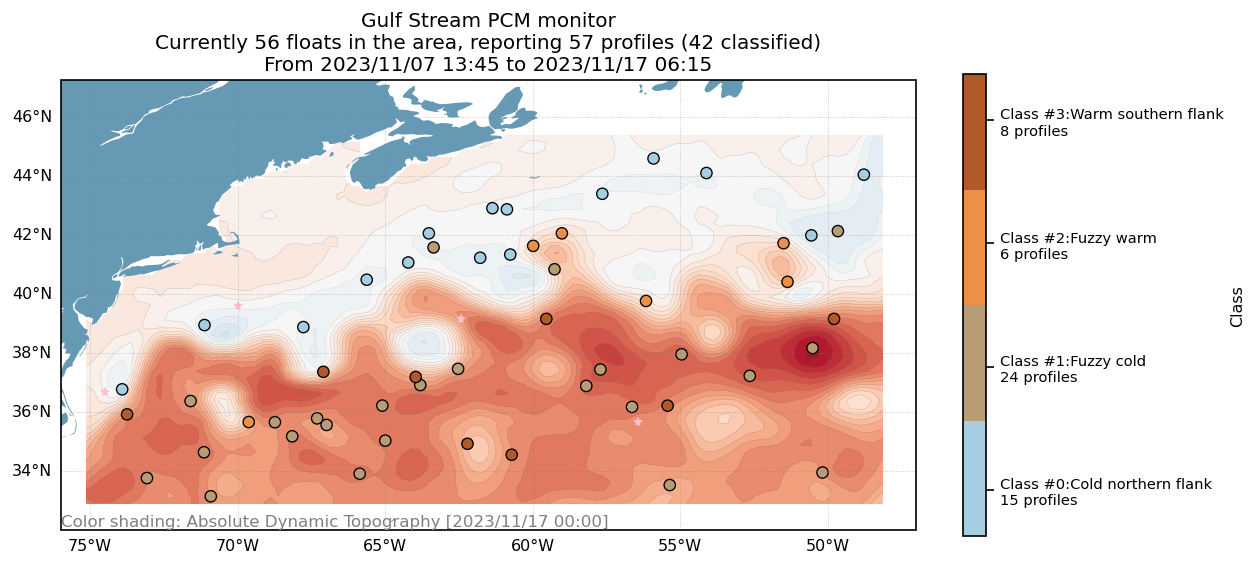 Gulf Stream PCM monitor
Currently 56 floats in the area, reporting 57 profiles (42 classified)
From 2023/11/07 13:45 to 2023/11/17 06:15
46°N
44°N
42°N
40°N
38°N
36°N
34°N
Color shading: Absolute Dynamic Topography [2023/11/17 00:00]
75°W
70°W
65°W
60°W
55°W
50°W
Class #3:Warm southern flank
8 profiles
Class #2:Fuzzy warm
6 profiles
Class #1:Fuzzy cold
24 profiles
Class #0:Cold northern flank
15 profiles
Class